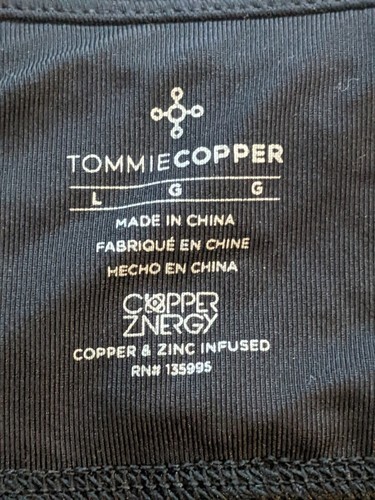 TOMMIECOPPER
L G G
MADE IN CHINA
FABRIQUÉ EN CHINE
HECHO EN CHINA
COPPER
ZNERGY
COPPER & ZINC INFUSED
RN# 135995